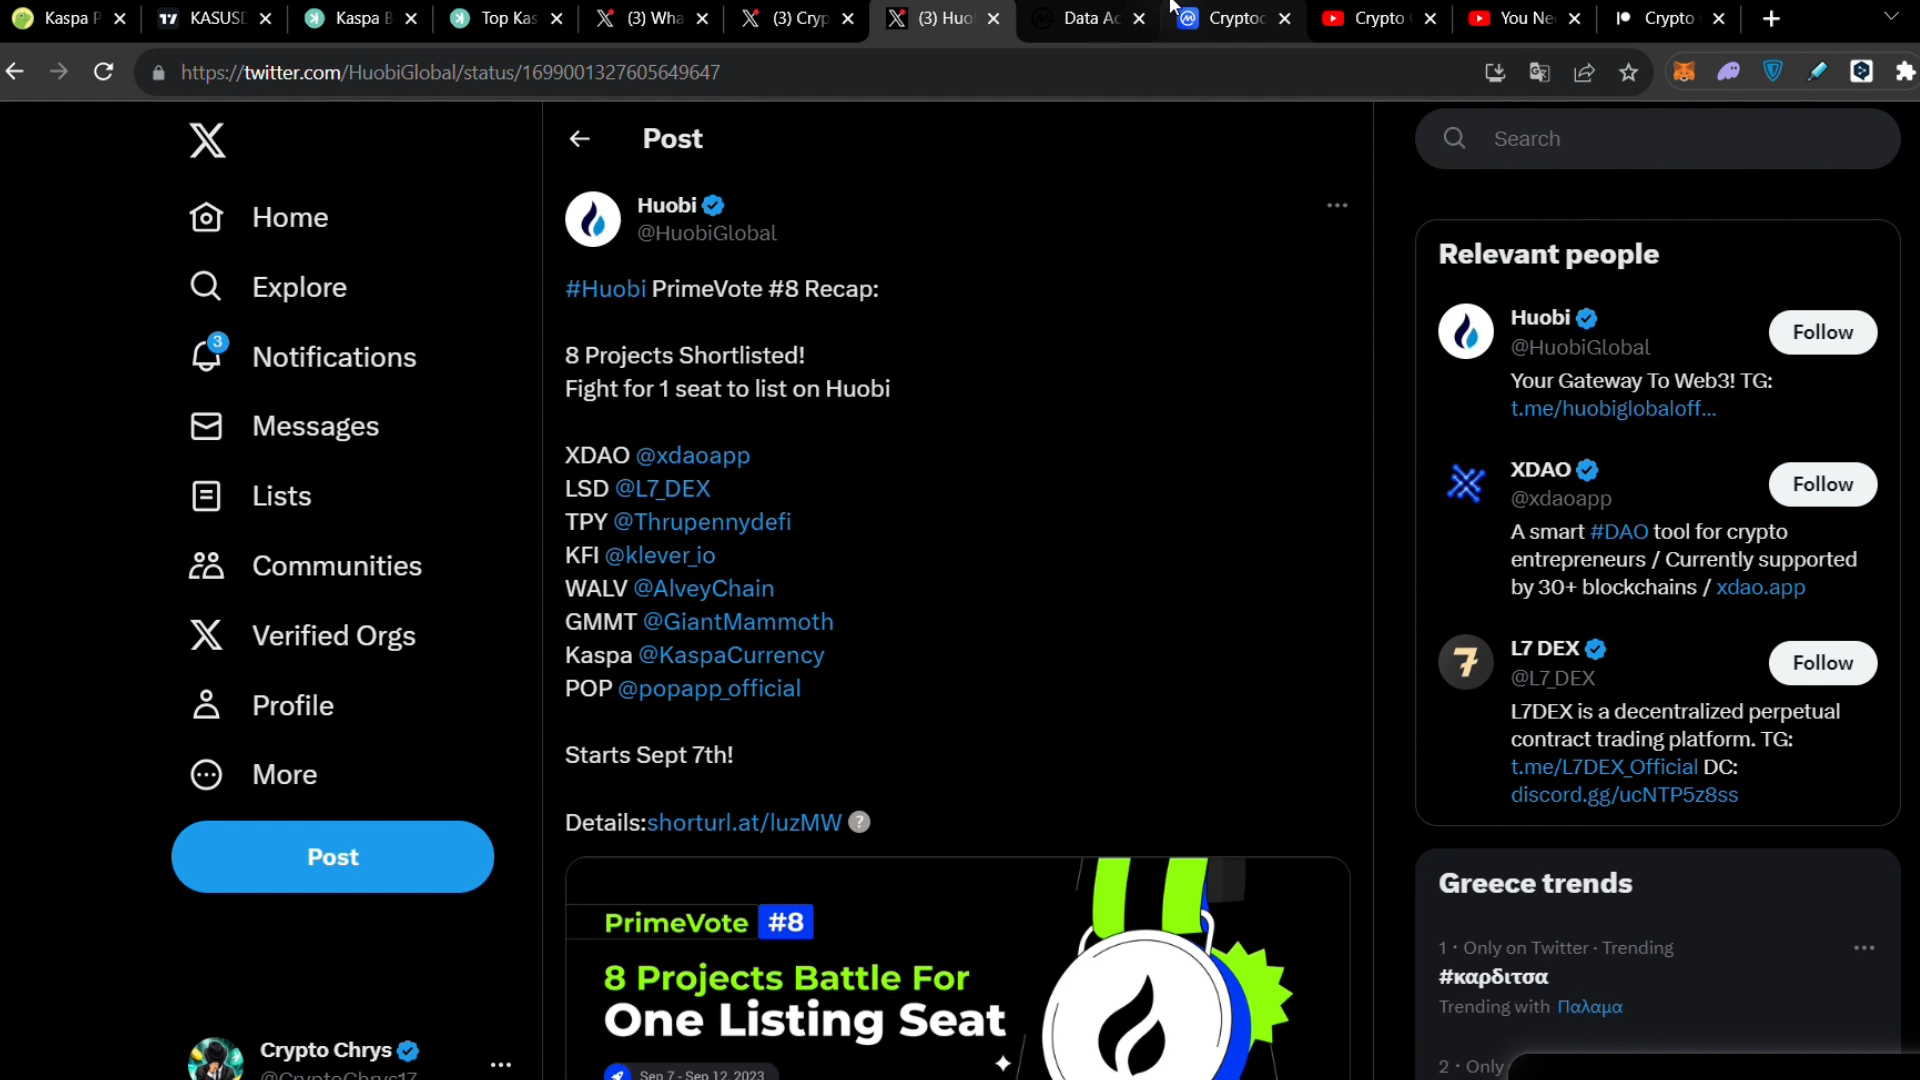 Kaspa P
KASUSD
Kaspa B
Top Kas
(3) Wha
(3) Cryp
(3) Huo
Data Ac
Cryptoc
Crypto
You Ne
Crypto
https://twitter.com/HuobiGlobal/status/1699001327605649647
Home
Explore
3
Notifications
Messages
Lists
Communities
Verified Orgs
Profile
More
Post
Crypto Chrys
@CryptoChrys17
Post
Huobi
@HuobiGlobal
#Huobi PrimeVote #8 Recap:
8 Projects Shortlisted!
Fight for 1 seat to list on Huobi
XDAO @xdaoapp
LSD @L7_DEX
TPY @Thrupennydefi
KFI @klever_io
WALV @AlveyChain
GMMT @GiantMammoth
Kaspa @KaspaCurrency
POP @popapp_official
Starts Sept 7th!
Details:shorturl.at/luzMW ?
PrimeVote #8
8 Projects Battle For
One Listing Seat
Sep 7 - Sep 12, 2023
Search
Relevant people
Huobi
@HuobiGlobal
Follow
Your Gateway To Web3! TG:
t.me/huobiglobaloff...
XDAO
@xdaoapp
Follow
A smart #DAO tool for crypto
entrepreneurs / Currently supported
by 30+ blockchains / xdao.app
L7 DEX
@L7_DEX
Follow
L7DEX is a decentralized perpetual
contract trading platform. TG:
t.me/L7DEX_Official DC:
discord.gg/ucNTP5z8ss
Greece trends
1 · Only on Twitter · Trending
#καρδιτσα
Trending with Παλαμα
2 · Only